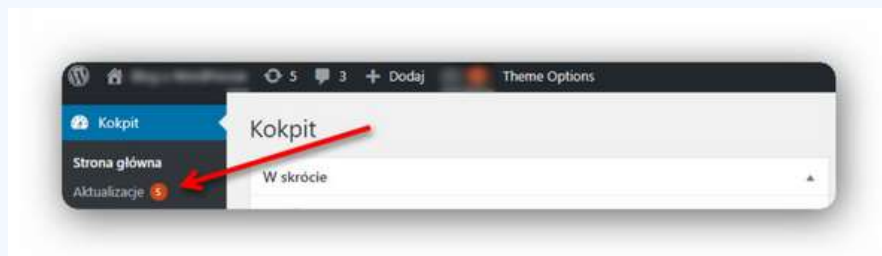 5 3 + Dodaj Theme Options
Kokpit
Kokpit
Strona główna
W skrócie
Aktualizacje 5